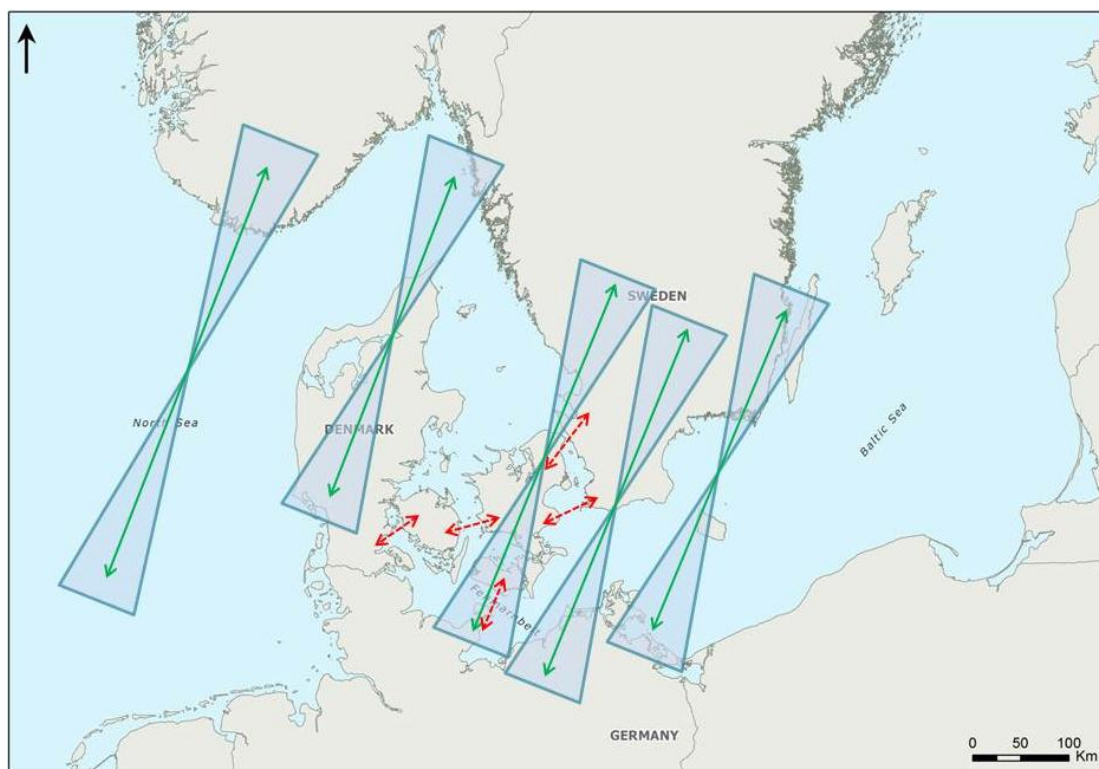 SWEDEN
North Sea
DENMARK
Baltic Sea
Fehmarnbelt
GERMANY
0 50 100
Km